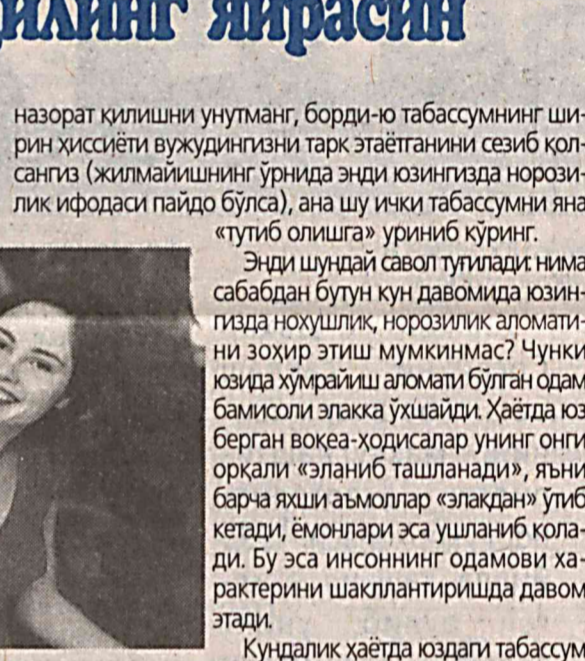 қилинг яйрасин
назорат қилишни унутманг, борди-ю табассумнинг ши-
рин ҳиссиёти вужудингизни тарк этаётганини сезиб қол-
сангиз (жилмайишнинг ўрнида энди юзингизда норози-
лик ифодаси пайдо бўлса), ана шу ички табассумни яна
«тутиб олишга» уриниб кўринг.
Энди шундай савол туғилади: нима
сабабдан бутун кун давомида юзин-
гизда нохушлик, норозилик аломати-
ни зоҳир этиш мумкинмас? Чунки
юзида хўмрайиш аломати бўлган одам
бамисоли элакка ўхшайди. Ҳаётда юз
берган воқеа-ҳодисалар унинг онги
орқали «эланиб ташланади», яъни
барча яхши аъмоллар «элакдан» ўтиб
кетади, ёмонлари эса ушланиб қола-
ди. Бу эса инсоннинг одамови ха-
рактерини шакллантиришда давом
этади.
Кундалик ҳаётда юздаги табассум